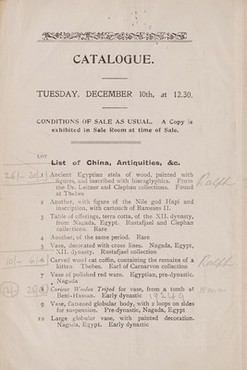 CATALOGUE.
TUESDAY, DECEMBER 10th, at 12.30.
CONDITIONS OF SALE AS USUAL. A Copy is
exhibited in Sale Room at time of Sale.
LOT
List of China, Antiquities, &c.
1 Ancient Egyptian stela of wood, painted with
figures, and inscribed with hieroglyphics. From
the Dr. Leitner and Clephan collections. Found
at Thebes
Ralph
2 Another, with figure of the Nile god Hapi and
inscription, with cartouch of Rameses II.
3 Table of offerings, terra cotta, of the XII. dynasty,
from Nagada, Egypt. Rustafjael and Clephan
collections. Rare
4 Another, of the same period. Rare
5 Vase, decorated with cross lines. Nagada, Egypt,
XII. dynasty. Rustafjael collection
6 Carved wood cat coffin, containing the remains of a
kitten. Thebes. Earl of Carnarvon collection
Ralph
7 Vase of polished red ware. Egyptian, pre-dynastic.
Nagada
8 Curious Wooden Tripod for vase, from a tomb at
Beni-Hassan. Early dynastic
9 Vase, flattened globular body, with 2 loops on sides
for suspension. Pre-dynastic, Nagada, Egypt
10 Large globular vase, with painted decoration.
Nagada, Egypt. Early dynastic